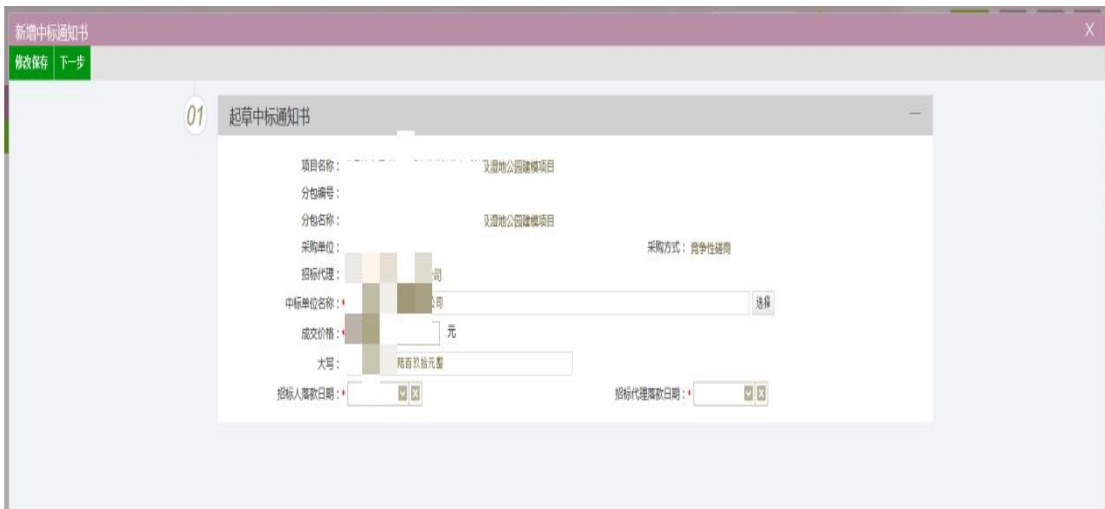 新增中标通知书 X
修改保存 下一步
01 起草中标通知书
项目名称： 及湿地公园建模项目
分包编号：
分包名称： 及湿地公园建模项目
采购单位： 采购方式：竞争性磋商
招标代理： 公司
中标单位名称：* 公司 选择
成交价格：* 元
大写： 陆百玖拾元整
招标人落款日期：* 招标代理落款日期：*